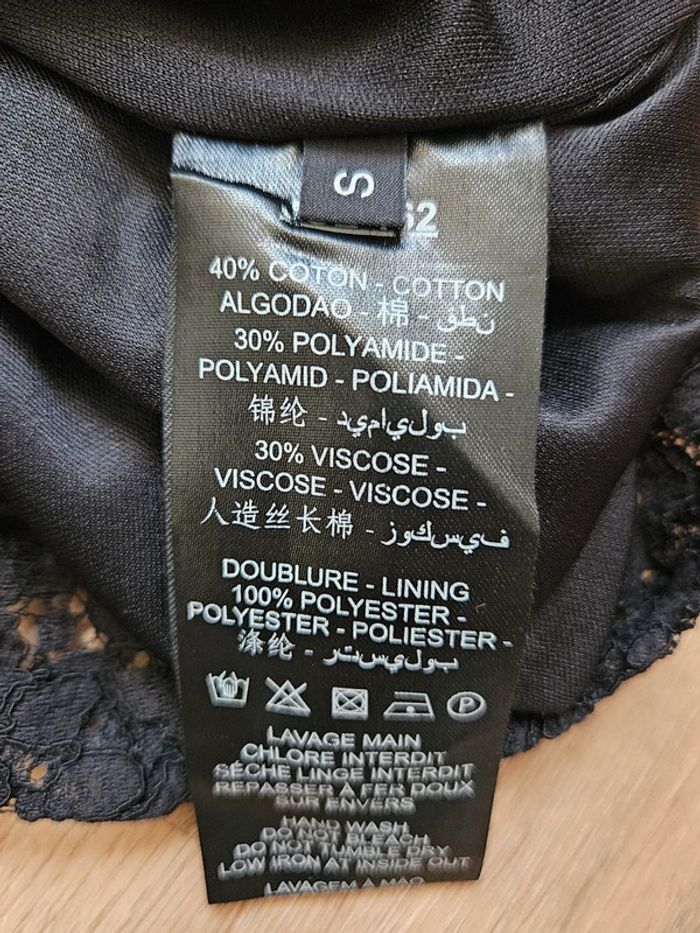 S
62
40% COTON - COTTON
ALGODAO - 棉 - قطن
30% POLYAMIDE -
POLYAMID - POLIAMIDA -
锦纶 - بولياميد
30% VISCOSE -
VISCOSE - VISCOSE -
人造丝长棉 - فيسكوز
DOUBLURE - LINING
100% POLYESTER -
POLYESTER - POLIESTER -
涤纶 - بوليستر
P
LAVAGE MAIN
CHLORE INTERDIT
SÉCHE LINGE INTERDIT
REPASSER A FER DOUX
SUR ENVERS
HAND WASH
DO NOT BLEACH
DO NOT TUMBLE DRY
LOW IRON AT INSIDE OUT
LAVAGEM A MAO